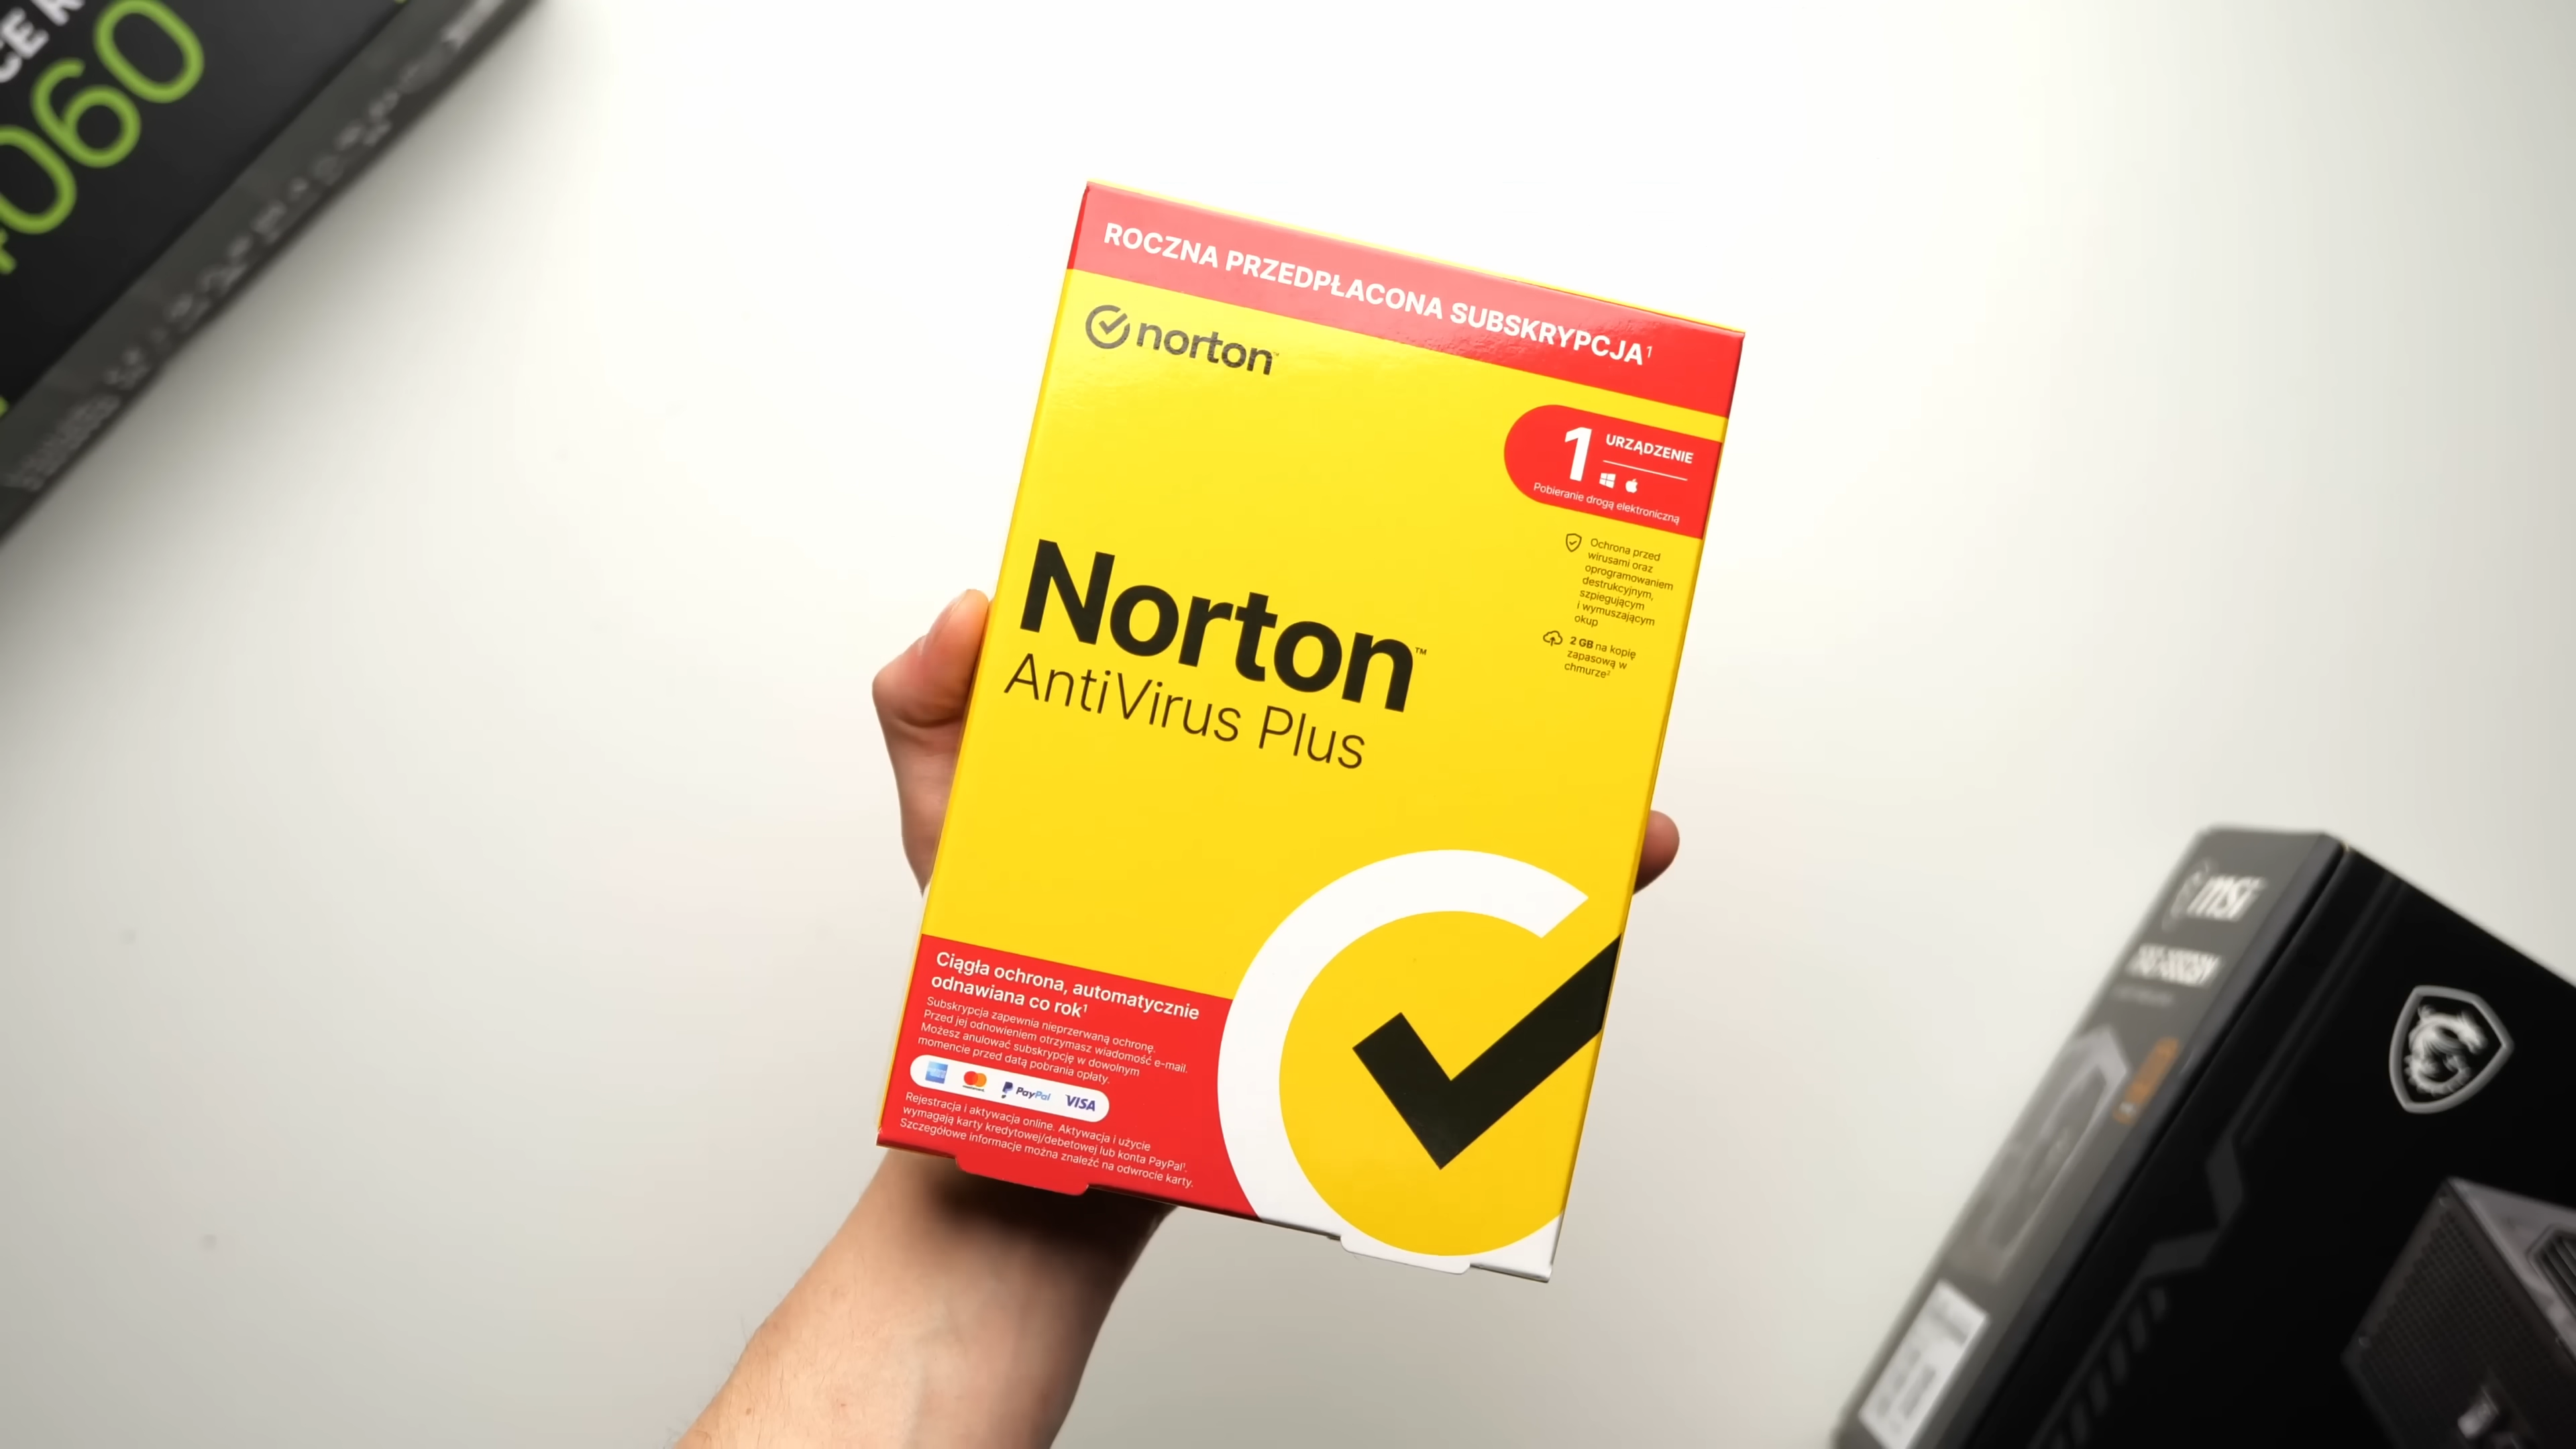 060
ROCZNA PRZEDPŁACONA SUBSKRYPCJA¹
norton™
1 URZĄDZENIE
Pobieranie drogą elektroniczną
Ochrona przed
wirusami oraz
oprogramowaniem
destrukcyjnym,
szpiegującym
i wymuszającym
okup
2 GB na kopię
zapasową w
chmurze²
Norton™
AntiVirus Plus
Ciągła ochrona, automatycznie
odnawiana co rok¹
Subskrypcja zapewnia nieprzerwaną ochronę.
Przed jej odnowieniem otrzymasz wiadomość e-mail.
Możesz anulować subskrypcję w dowolnym
momencie przed datą pobrania opłaty.
mastercard PayPal VISA
Rejestracja i aktywacja online. Aktywacja i użycie
wymagają karty kredytowej/debetowej lub konta PayPal¹.
Szczegółowe informacje można znaleźć na odwrocie karty.
msi